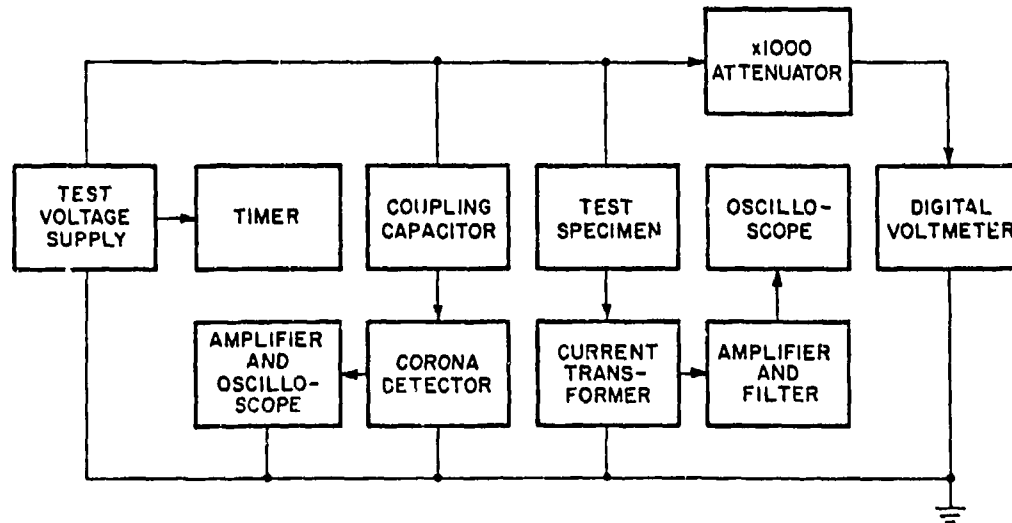 x1000
ATTENUATOR
TEST
VOLTAGE
SUPPLY
TIMER
COUPLING
CAPACITOR
TEST
SPECIMEN
OSCILLO-
SCOPE
DIGITAL
VOLTMETER
AMPLIFIER
AND
OSCILLO-
SCOPE
CORONA
DETECTOR
CURRENT
TRANS-
FORMER
AMPLIFIER
AND
FILTER